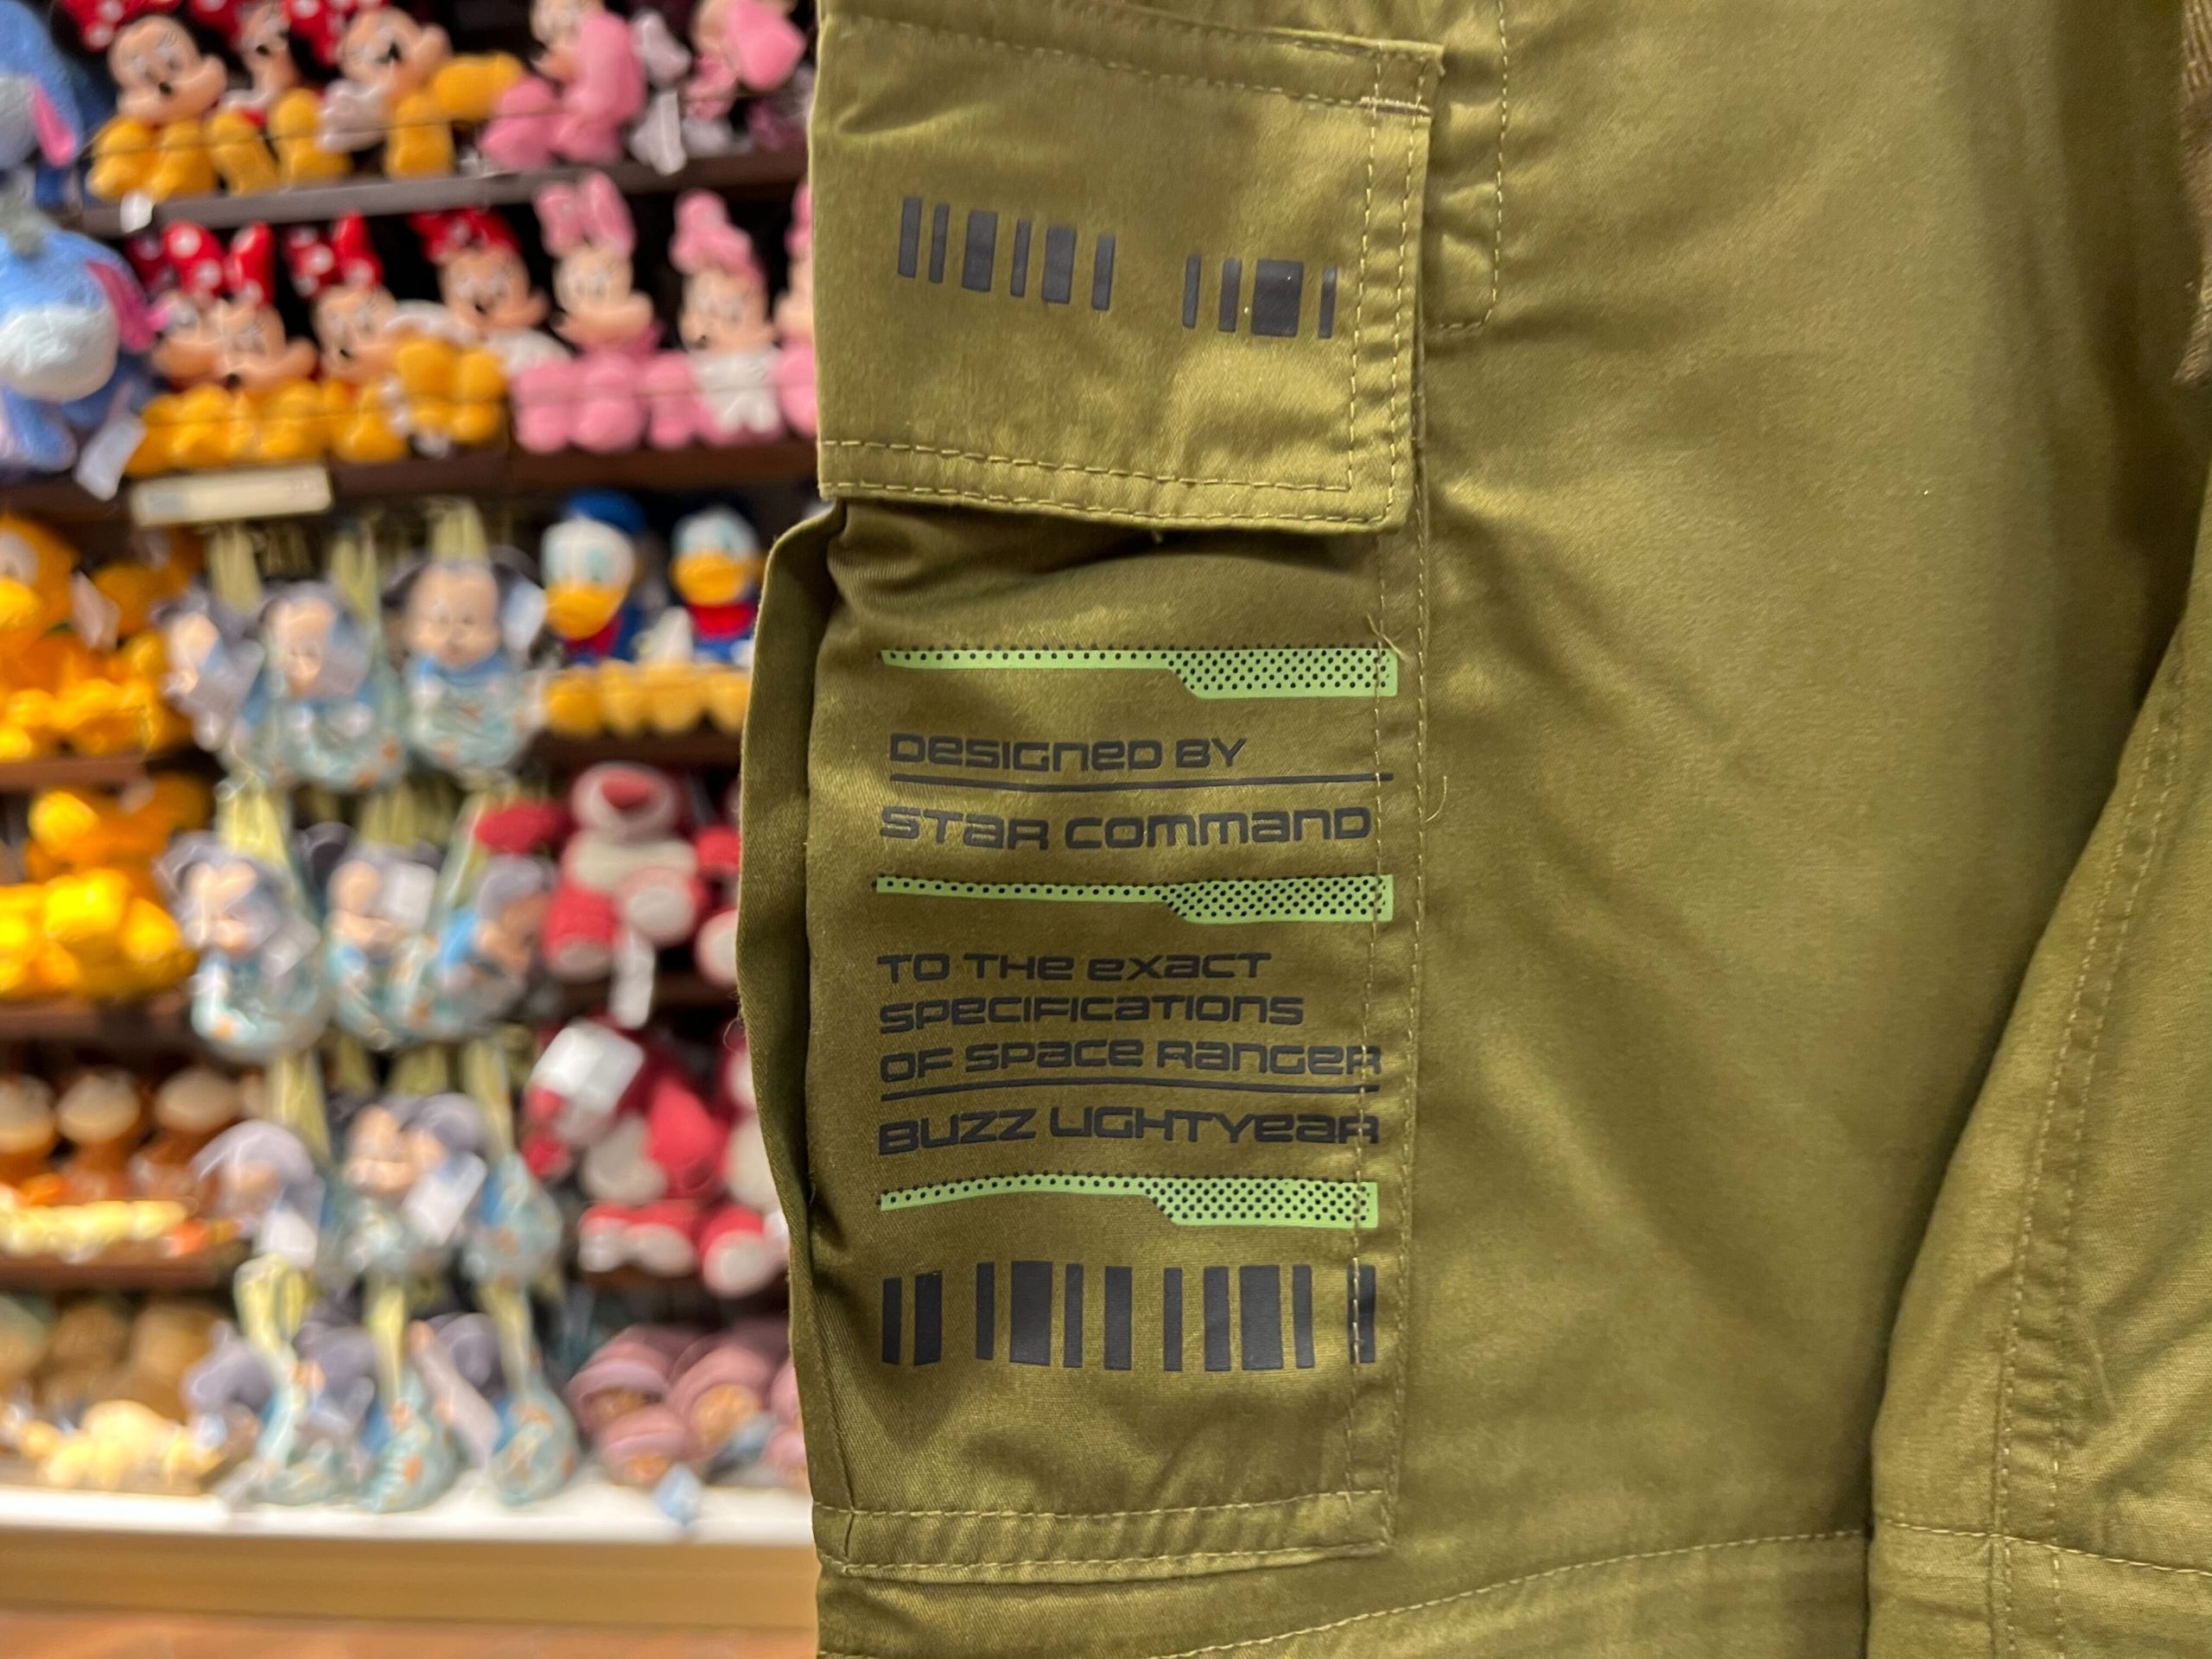 DESIGNED BY
STAR COMMAND
TO THE EXACT
SPECIFICATIONS
OF SPACE RANGER
BUZZ LIGHTYEAR